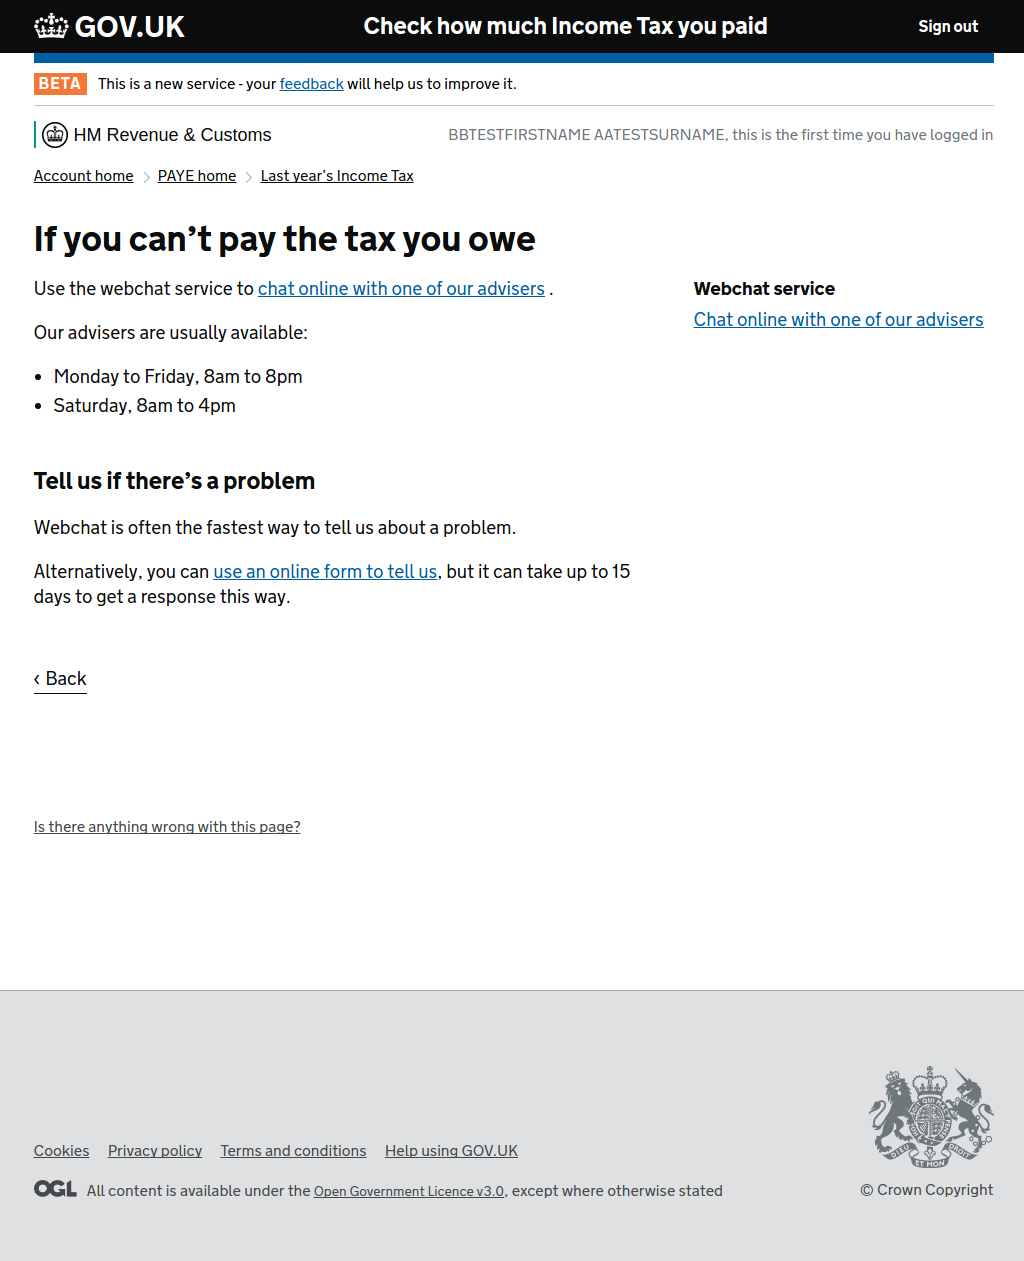 GOV.UK
Check how much Income Tax you paid
Sign out
BETA This is a new service - your feedback will help us to improve it.
HM Revenue & Customs
BBTESTFIRSTNAME AATESTSURNAME, this is the first time you have logged in
Account home
PAYE home
Last year’s Income Tax
If you can’t pay the tax you owe
Use the webchat service to chat online with one of our advisers .
Our advisers are usually available:
• Monday to Friday, 8am to 8pm
• Saturday, 8am to 4pm
Webchat service
Chat online with one of our advisers
Tell us if there’s a problem
Webchat is often the fastest way to tell us about a problem.
Alternatively, you can use an online form to tell us, but it can take up to 15
days to get a response this way.
‹ Back
Is there anything wrong with this page?
Cookies Privacy policy Terms and conditions Help using GOV.UK
OGL All content is available under the Open Government Licence v3.0, except where otherwise stated
DIEU ET MON DROIT
© Crown Copyright